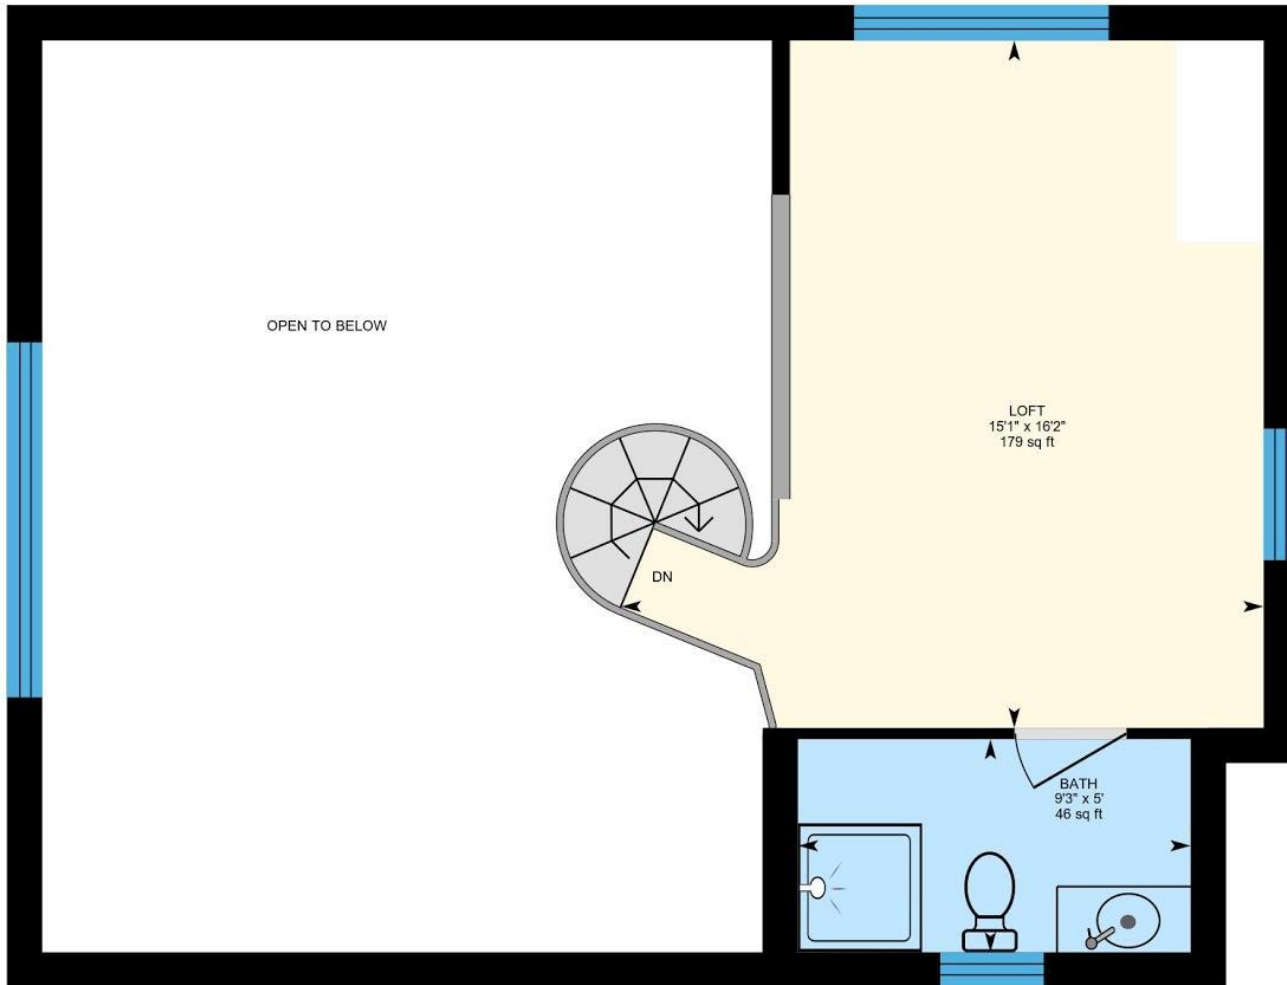 OPEN TO BELOW
LOFT
15'1" x 16'2"
179 sq ft
DN
BATH
9'3" x 5'
46 sq ft